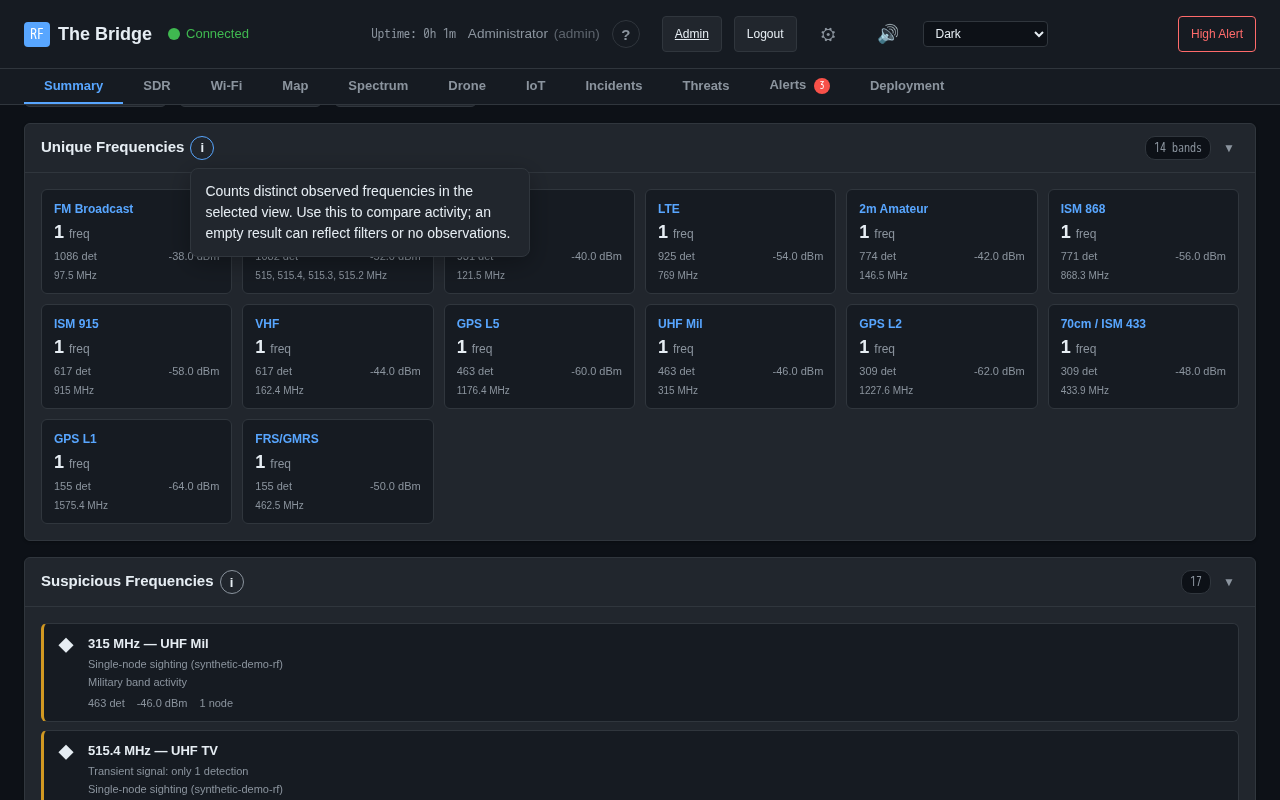 RF The Bridge Connected Uptime: 0h 1m Administrator (admin) ? Admin Logout Dark High Alert
Summary SDR Wi-Fi Map Spectrum Drone IoT Incidents Threats Alerts 3 Deployment
Unique Frequencies i 14 bands
Counts distinct observed frequencies in the
selected view. Use this to compare activity; an
empty result can reflect filters or no observations.
FM Broadcast LTE 2m Amateur ISM 868
1 freq 1 freq 1 freq 1 freq
1086 det -38.0 dBm -40.0 dBm 925 det -54.0 dBm 774 det -42.0 dBm 771 det -56.0 dBm
97.5 MHz 515, 515.4, 515.3, 515.2 MHz 121.5 MHz 769 MHz 146.5 MHz 868.3 MHz
ISM 915 VHF GPS L5 UHF Mil GPS L2 70cm / ISM 433
1 freq 1 freq 1 freq 1 freq 1 freq 1 freq
617 det -58.0 dBm 617 det -44.0 dBm 463 det -60.0 dBm 463 det -46.0 dBm 309 det -62.0 dBm 309 det -48.0 dBm
915 MHz 162.4 MHz 1176.4 MHz 315 MHz 1227.6 MHz 433.9 MHz
GPS L1 FRS/GMRS
1 freq 1 freq
155 det -64.0 dBm 155 det -50.0 dBm
1575.4 MHz 462.5 MHz
Suspicious Frequencies i 17
315 MHz — UHF Mil
Single-node sighting (synthetic-demo-rf)
Military band activity
463 det -46.0 dBm 1 node
515.4 MHz — UHF TV
Transient signal: only 1 detection
Single-node sighting (synthetic-demo-rf)